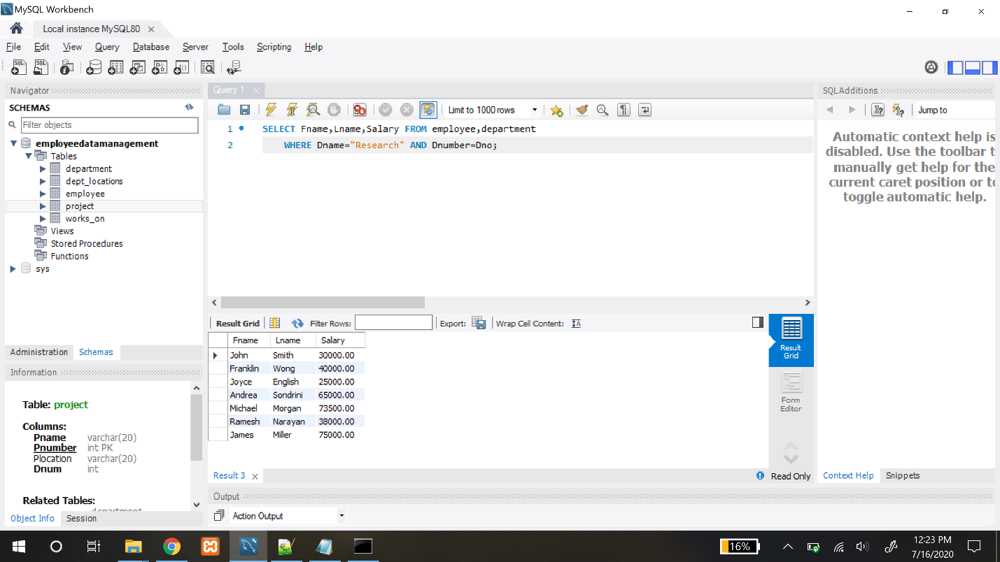 MySQL Workbench
Local instance MySQL80
File Edit View Query Database Server Tools Scripting Help
Navigator
SCHEMAS
Filter objects
employeedatamanagement
Tables
department
dept_locations
employee
project
works_on
Views
Stored Procedures
Functions
sys
Administration Schemas
Information
Table: project
Columns:
Pname varchar(20)
Pnumber int PK
Plocation varchar(20)
Dnum int
Related Tables:
department
Object Info Session
Query 1
Limit to 1000 rows
1 SELECT Fname,Lname,Salary FROM employee,department
2 WHERE Dname="Research" AND Dnumber=Dno;
Result Grid Filter Rows: Export: Wrap Cell Content:
Fname Lname Salary
John Smith 30000.00
Franklin Wong 40000.00
Joyce English 25000.00
Andrea Sondrini 65000.00
Michael Morgan 73500.00
Ramesh Narayan 38000.00
James Miller 75000.00
Result
Grid
Form
Editor
Result 3
Read Only
Output
Action Output
SQLAdditions
Jump to
Automatic context help is
disabled. Use the toolbar t
manually get help for the
current caret position or to
toggle automatic help.
Context Help Snippets
16%
12:23 PM
7/16/2020